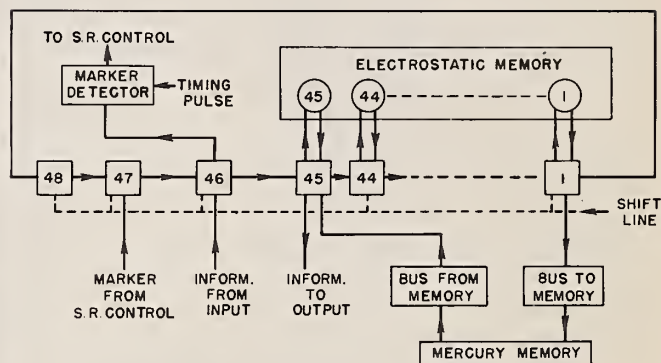 TO S.R. CONTROL
MARKER
DETECTOR
TIMING
PULSE
ELECTROSTATIC MEMORY
45
44
1
48
47
46
45
44
1
SHIFT
LINE
MARKER
FROM
S.R. CONTROL
INFORM.
FROM
INPUT
INFORM.
TO
OUTPUT
BUS FROM
MEMORY
BUS TO
MEMORY
MERCURY MEMORY